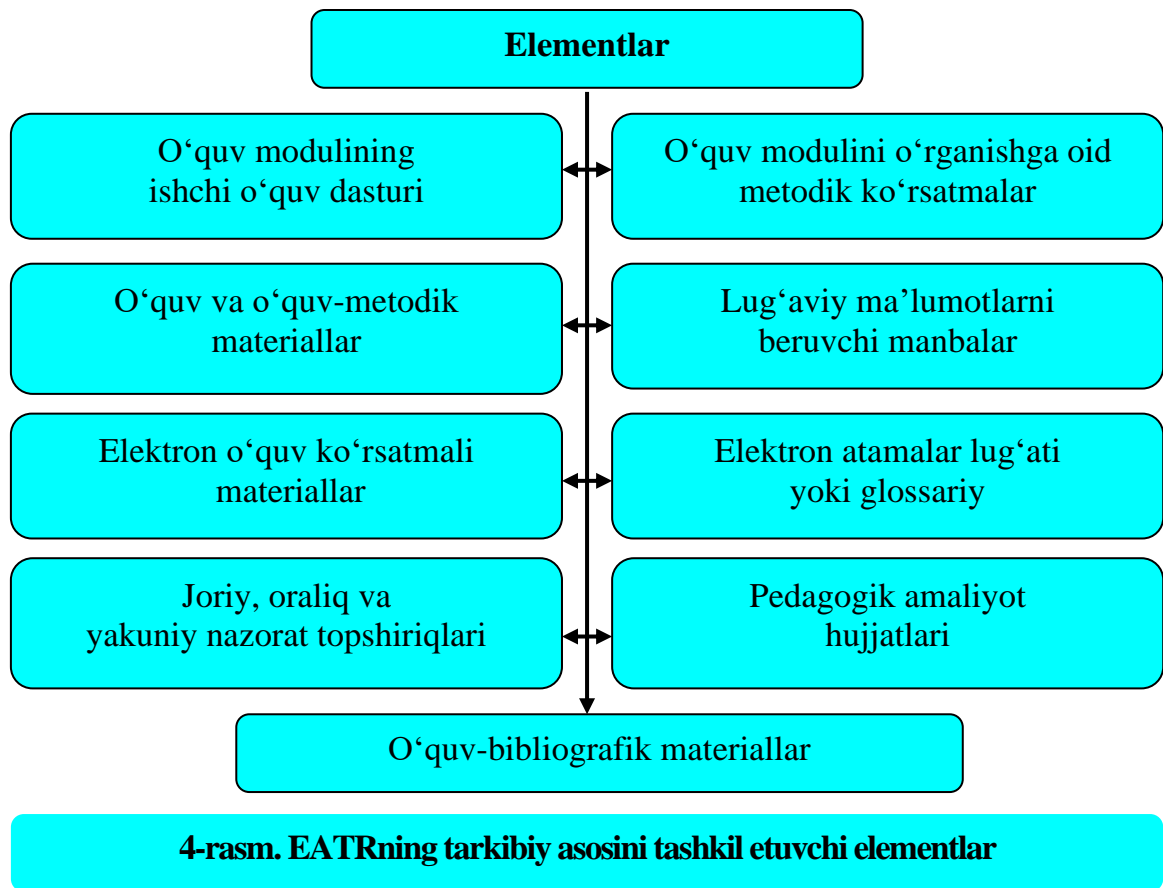 Elementlar
O‘quv modulining
ishchi o‘quv dasturi
O‘quv modulini o‘rganishga oid
metodik ko‘rsatmalar
O‘quv va o‘quv-metodik
materiallar
Lug‘aviy ma’lumotlarni
beruvchi manbalar
Elektron o‘quv ko‘rsatmali
materiallar
Elektron atamalar lug‘ati
yoki glossariy
Joriy, oraliq va
yakuniy nazorat topshiriqlari
Pedagogik amaliyot
hujjatlari
O‘quv-bibliografik materiallar
4-rasm. EATRning tarkibiy asosini tashkil etuvchi elementlar